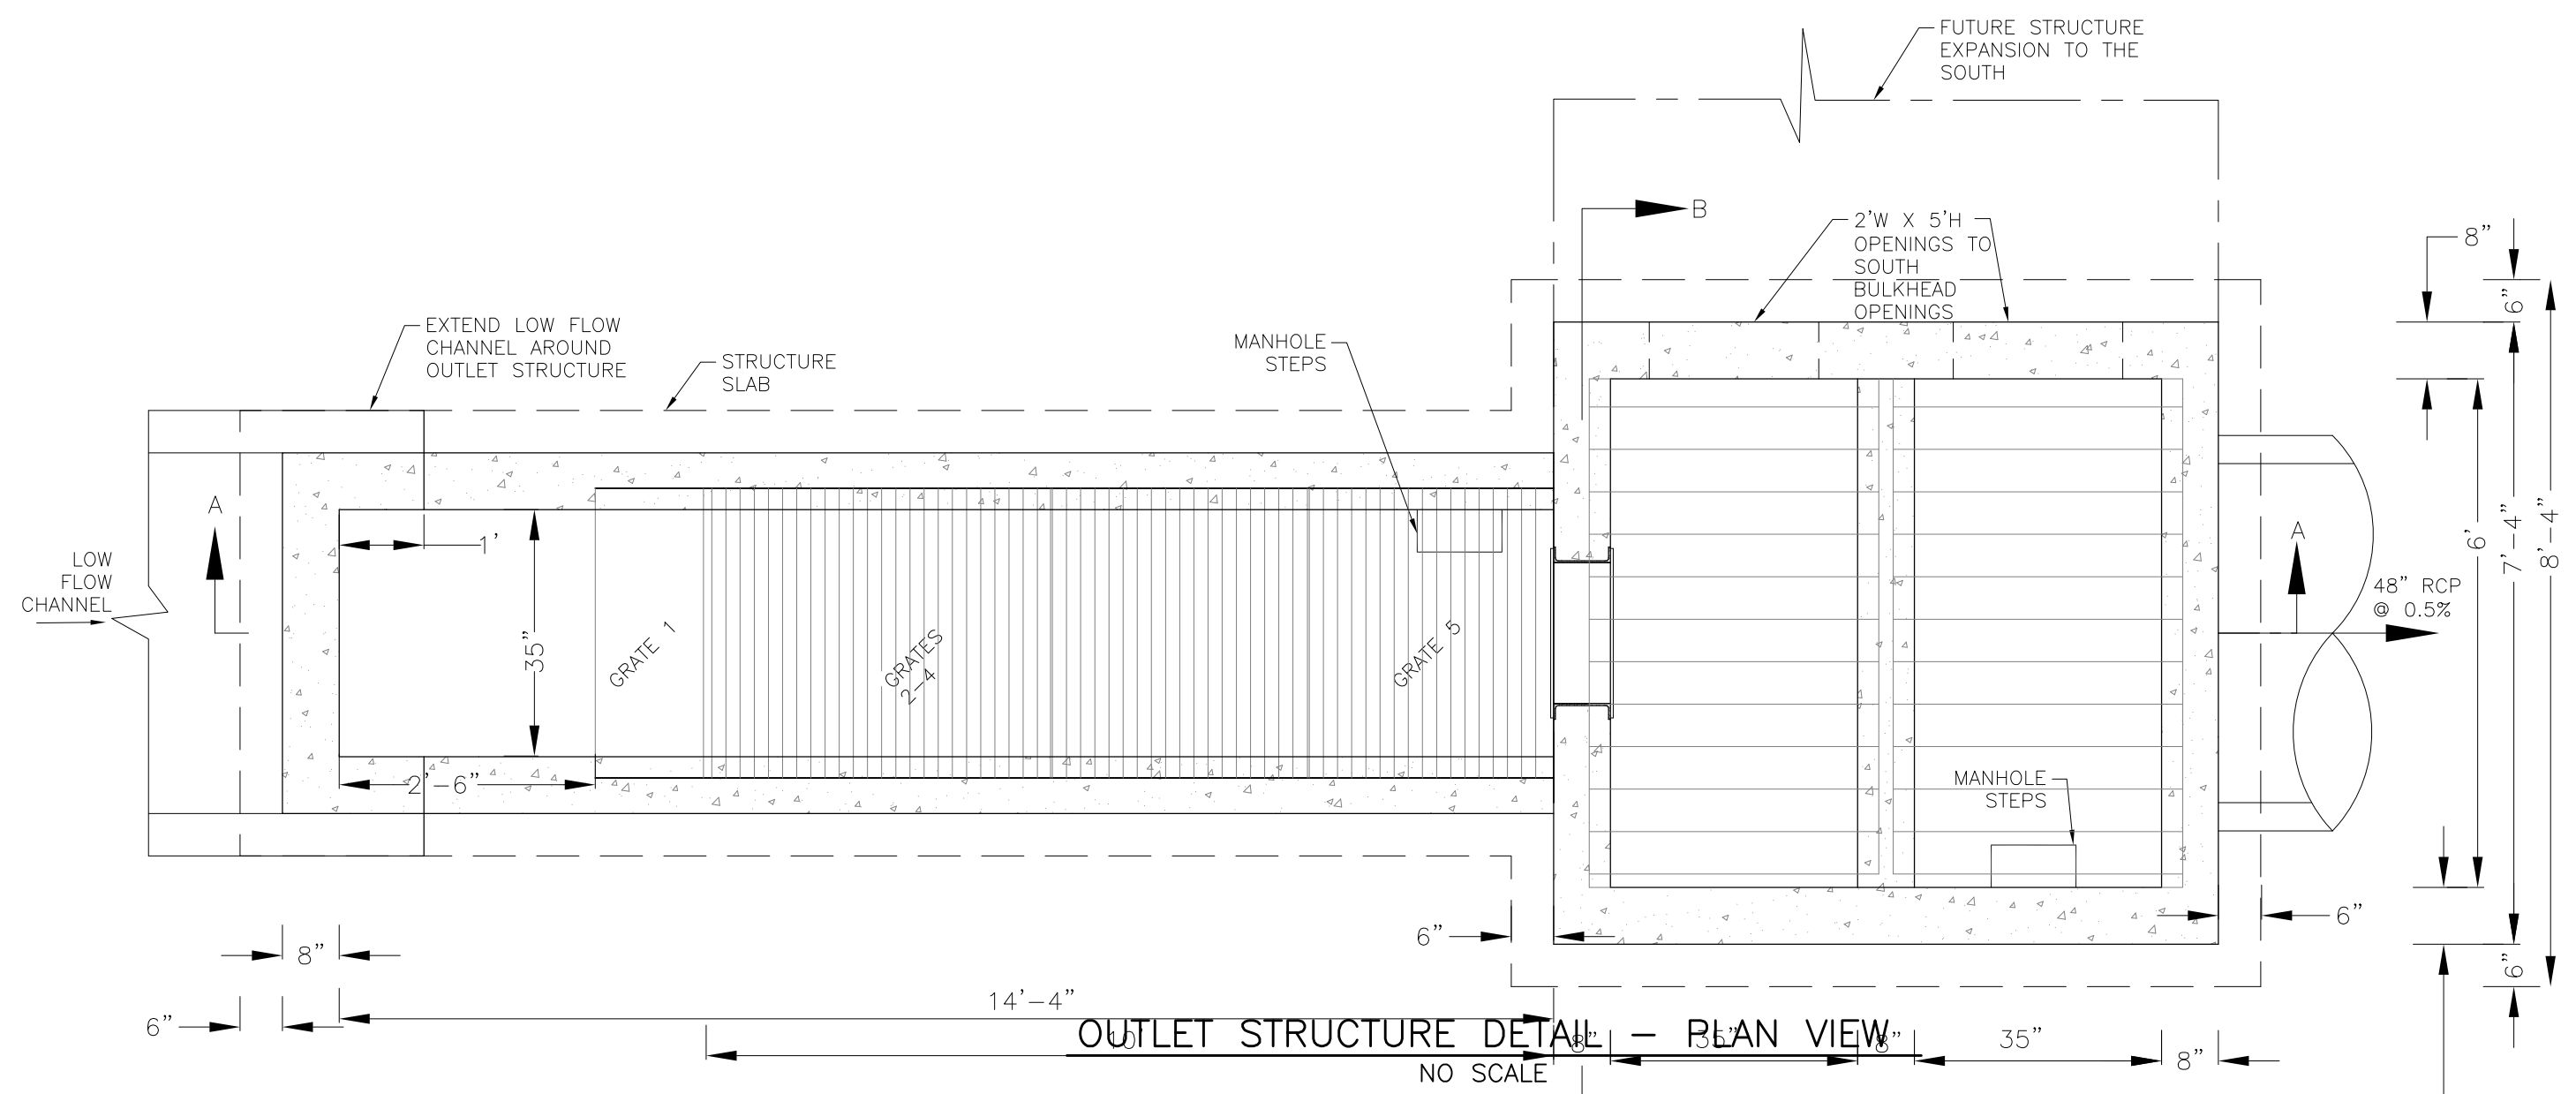 FUTURE STRUCTURE
EXPANSION TO THE
SOUTH
B
2'W X 5'H
OPENINGS TO
SOUTH
BULKHEAD
OPENINGS
8"
6"
EXTEND LOW FLOW
CHANNEL AROUND
OUTLET STRUCTURE
STRUCTURE
SLAB
MANHOLE
STEPS
A
1'
LOW
FLOW
CHANNEL
35"
GRATE 1
GRATES
2-4
GRATE 5
2'-6"
A
48" RCP
@ 0.5%
6'
7'-4"
8'-4"
MANHOLE
STEPS
6"
6"
8"
6"
6"
14'-4"
10'
8"
35"
8"
35"
8"
OUTLET STRUCTURE DETAIL - PLAN VIEW
NO SCALE